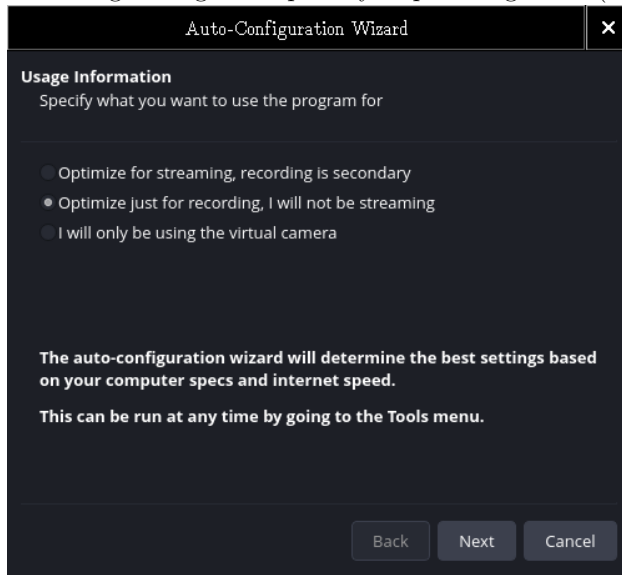 Auto-Configuration Wizard
Usage Information
Specify what you want to use the program for
Optimize for streaming, recording is secondary
Optimize just for recording, I will not be streaming
I will only be using the virtual camera
The auto-configuration wizard will determine the best settings based
on your computer specs and internet speed.
This can be run at any time by going to the Tools menu.
Back Next Cancel